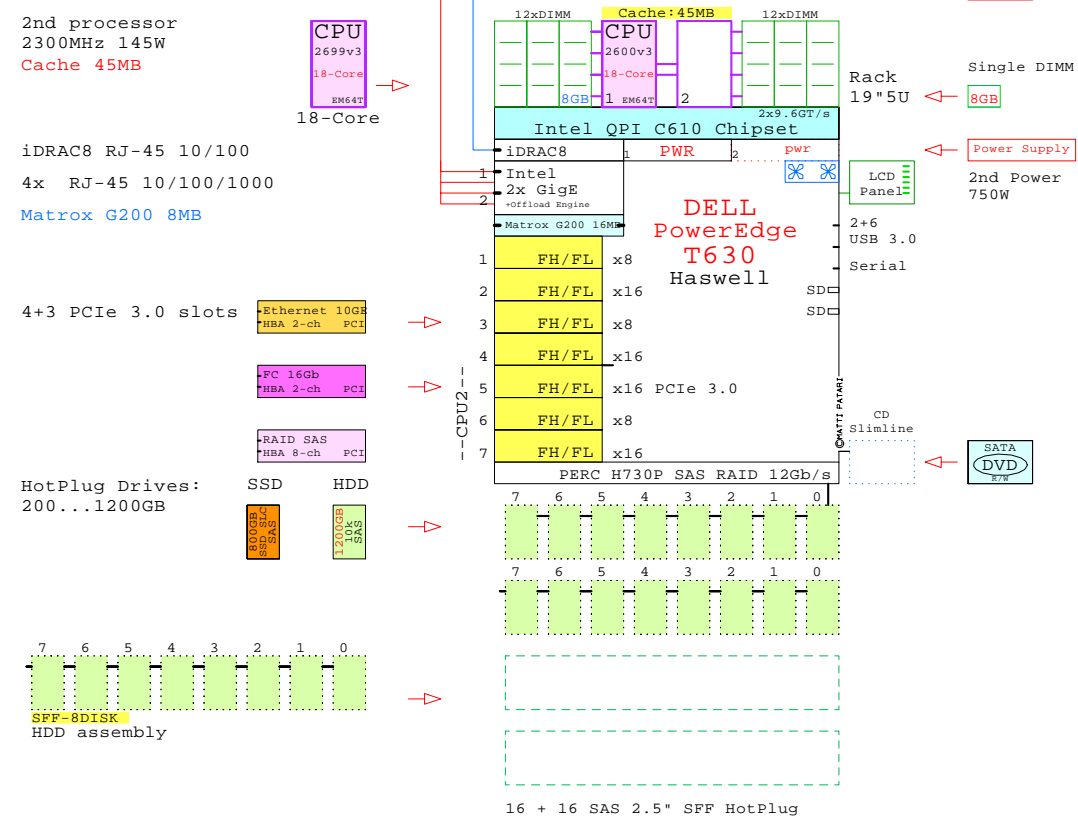 2nd processor
2300MHz 145W
Cache 45MB
CPU
2699v3
18-Core
EM64T
18-Core
12xDIMM
Cache:45MB
12xDIMM
8GB
CPU
2600v3
18-Core
1 EM64T
2
Rack
19"5U
Single DIMM
8GB
2x9.6GT/s
Intel QPI C610 Chipset
iDRAC8 RJ-45 10/100
4x RJ-45 10/100/1000
Matrox G200 8MB
iDRAC8
1 PWR
2 pwr
Power Supply
2nd Power
750W
1 Intel
2x GigE
2 +Offload Engine
Matrox G200 16MB
LCD
Panel
DELL
PowerEdge
T630
Haswell
2+6
USB 3.0
Serial
SD
SD
1 FH/FL x8
2 FH/FL x16
3 FH/FL x8
4 FH/FL x16
5 FH/FL x16 PCIe 3.0
6 FH/FL x8
7 FH/FL x16
--CPU2--
4+3 PCIe 3.0 slots
Ethernet 10GB
HBA 2-ch PCI
FC 16Gb
HBA 2-ch PCI
RAID SAS
HBA 8-ch PCI
©MATTI PATARI
CD
Slimline
SATA
DVD
R/W
PERC H730P SAS RAID 12Gb/s
HotPlug Drives:
200...1200GB
SSD
HDD
800GB
SSD SLC
SAS
1200GB
10k
SAS
7 6 5 4 3 2 1 0
7 6 5 4 3 2 1 0
7 6 5 4 3 2 1 0
SFF-8DISK
HDD assembly
16 + 16 SAS 2.5" SFF HotPlug